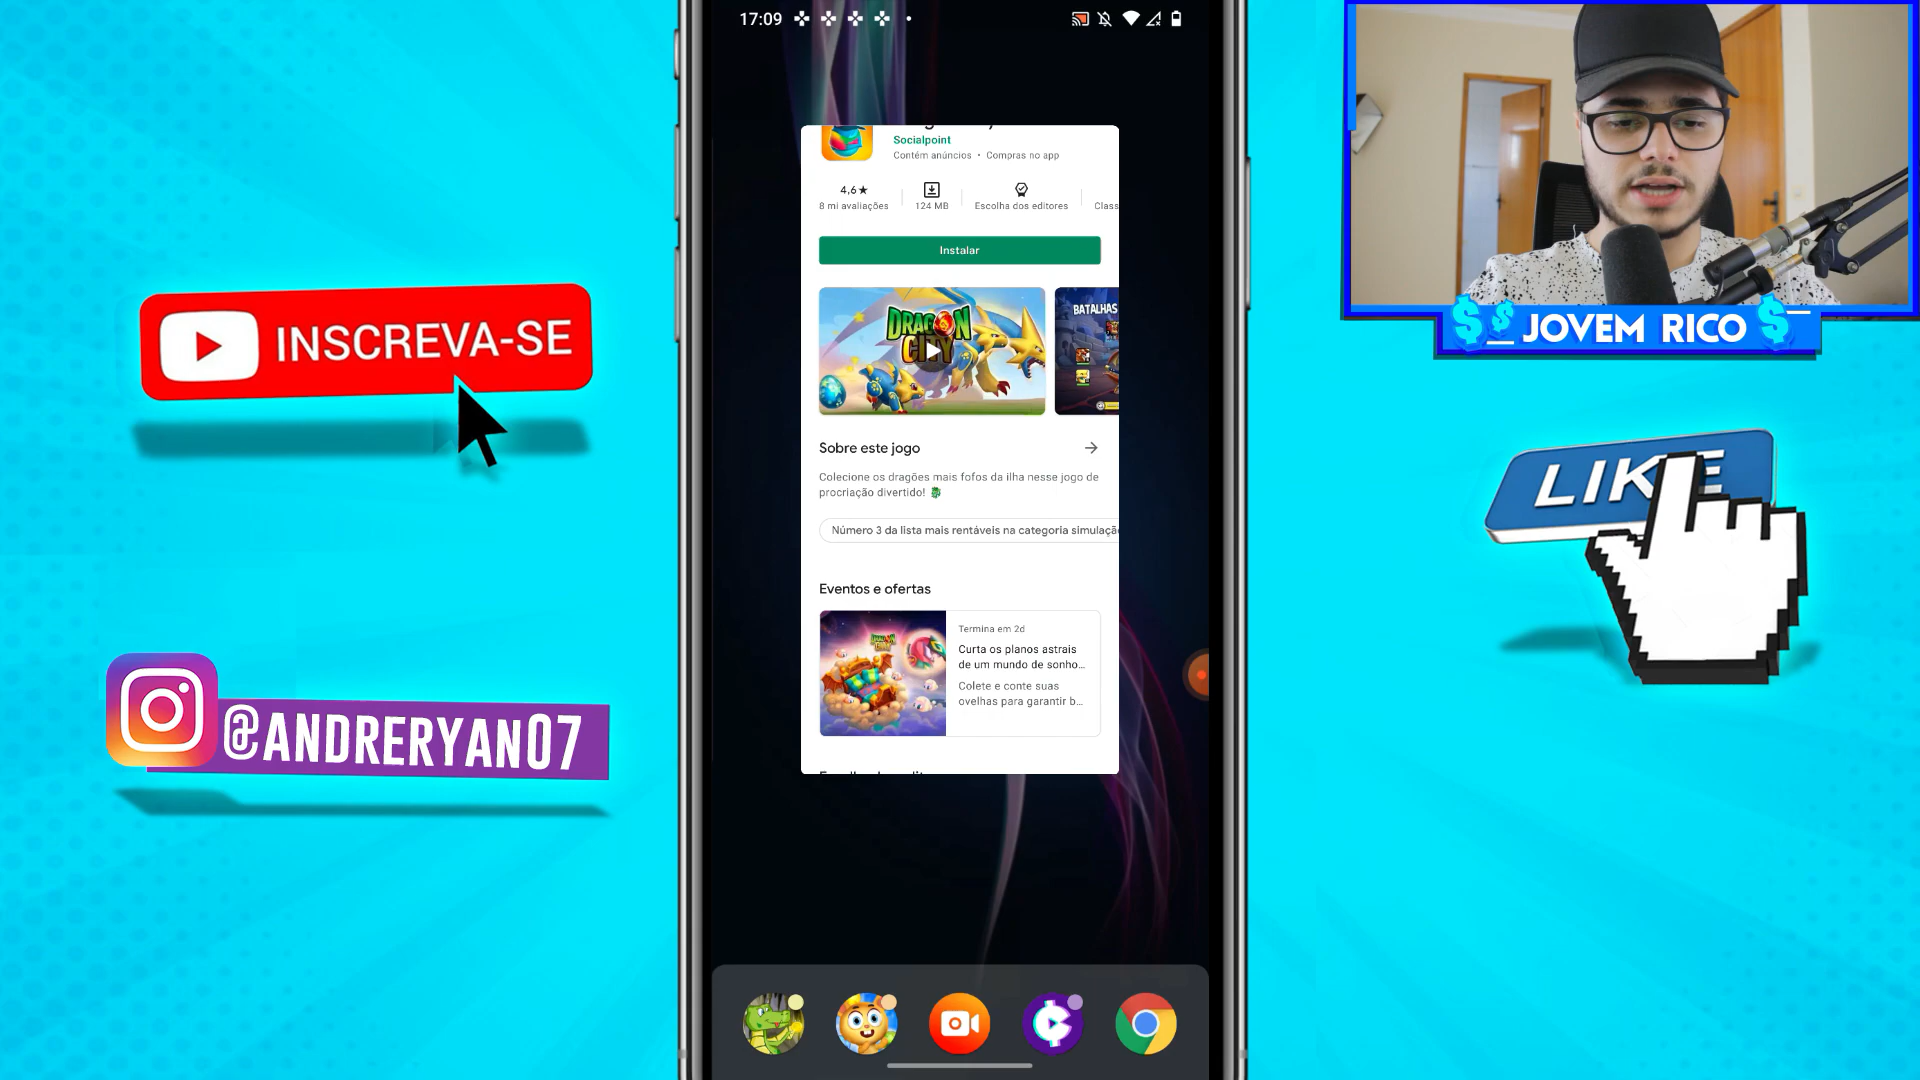 17:09
Socialpoint
Contém anúncios • Compras no app
4,6★
8 mi avaliações
124 MB
Escolha dos editores
Class
Instalar
DRAGON
CITY
BATALHAS
Sobre este jogo
Colecione os dragões mais fofos da ilha nesse jogo de
procriação divertido!
Número 3 da lista mais rentáveis na categoria simulaçã
Eventos e ofertas
Termina em 2d
Curta os planos astrais
de um mundo de sonho...
Colete e conte suas
ovelhas para garantir b...
INSCREVA-SE
@ANDRERYAN07
$ $ JOVEM RICO $
LIKE